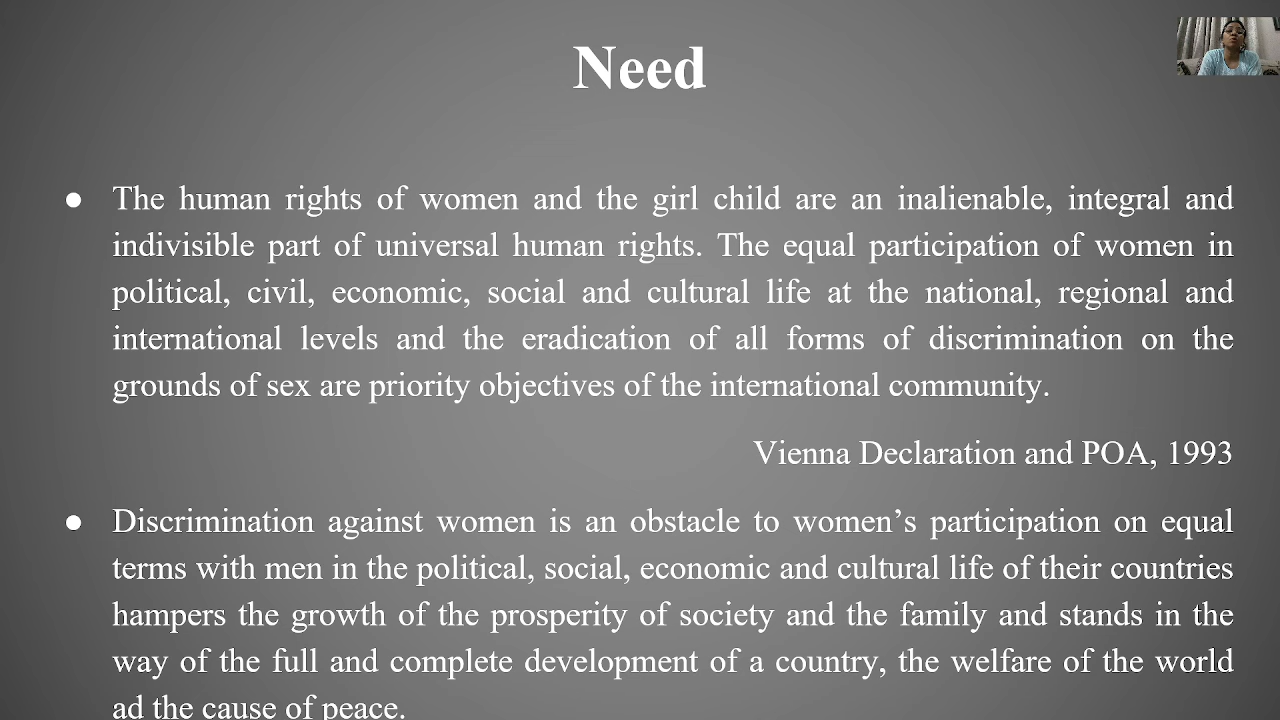 Need
● The human rights of women and the girl child are an inalienable, integral and
indivisible part of universal human rights. The equal participation of women in
political, civil, economic, social and cultural life at the national, regional and
international levels and the eradication of all forms of discrimination on the
grounds of sex are priority objectives of the international community.
Vienna Declaration and POA, 1993
● Discrimination against women is an obstacle to women’s participation on equal
terms with men in the political, social, economic and cultural life of their countries
hampers the growth of the prosperity of society and the family and stands in the
way of the full and complete development of a country, the welfare of the world
ad the cause of peace.